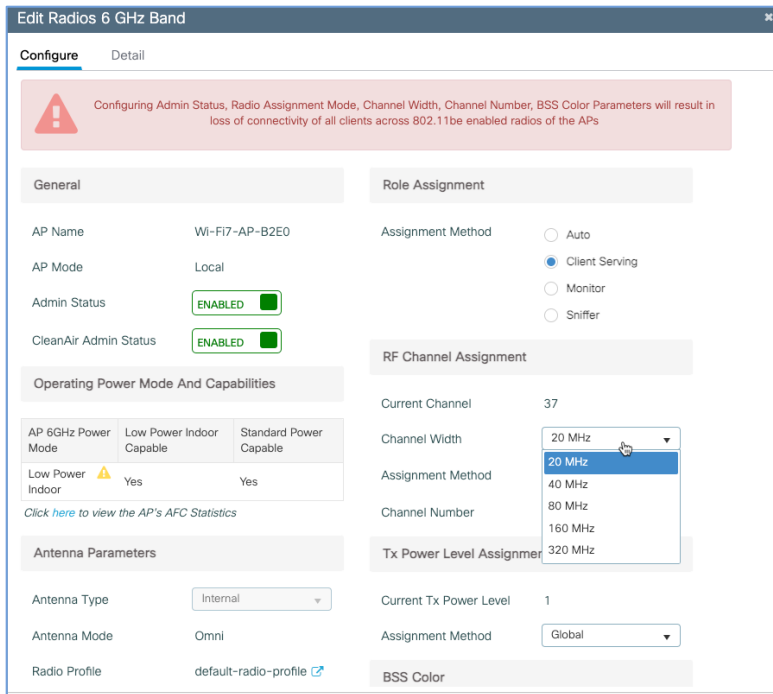 Edit Radios 6 GHz Band
Configure
Detail
Configuring Admin Status, Radio Assignment Mode, Channel Width, Channel Number, BSS Color Parameters will result in
loss of connectivity of all clients across 802.11be enabled radios of the APs
General
AP Name Wi-Fi7-AP-B2E0
AP Mode Local
Admin Status ENABLED
CleanAir Admin Status ENABLED
Operating Power Mode And Capabilities
AP 6GHz Power Mode
Low Power Indoor Capable
Standard Power Capable
Low Power Indoor
Yes
Yes
Click here to view the AP's AFC Statistics
Antenna Parameters
Antenna Type Internal
Antenna Mode Omni
Radio Profile default-radio-profile
Role Assignment
Assignment Method
Auto
Client Serving
Monitor
Sniffer
RF Channel Assignment
Current Channel 37
Channel Width 20 MHz
20 MHz
40 MHz
80 MHz
160 MHz
320 MHz
Assignment Method
Channel Number
Tx Power Level Assignmen
Current Tx Power Level 1
Assignment Method Global
BSS Color